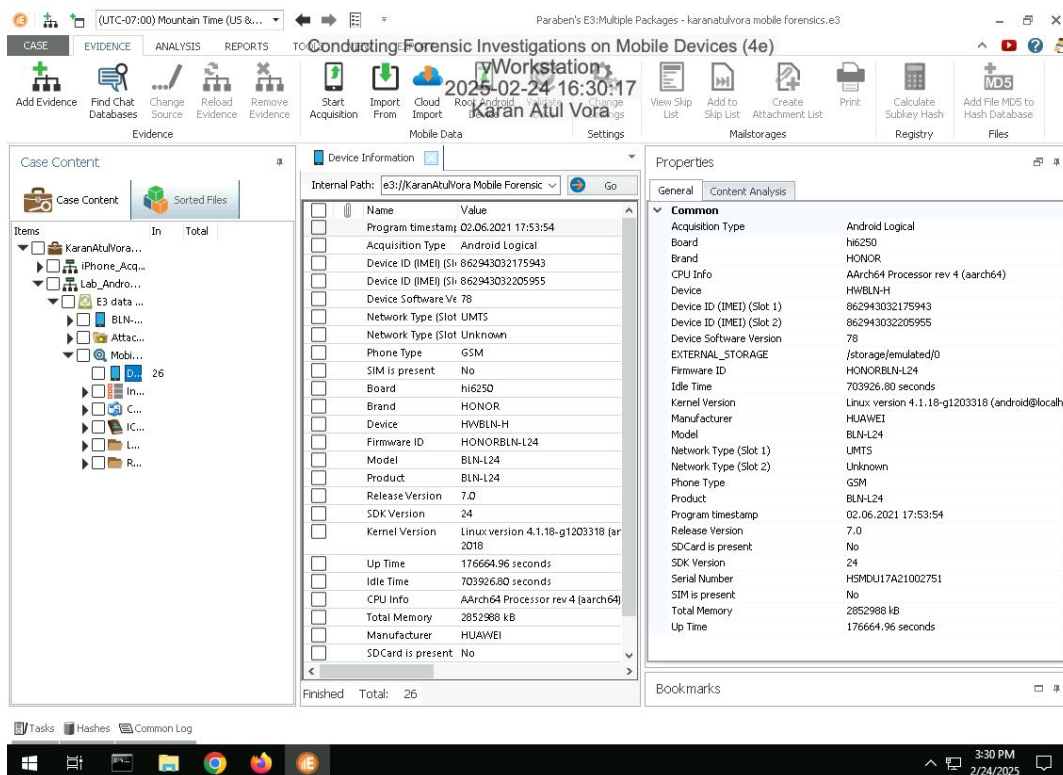 (UTC-07:00) Mountain Time (US &...
Paraben's E3:Multiple Packages - karanatulvora mobile forensics.e3
CASE EVIDENCE ANALYSIS REPORTS
Conducting Forensic Investigations on Mobile Devices (4e)
vWorkstation
2025-02-24 16:30:17
Karan Atul Vora
Add Evidence
Find Chat Databases
Change Source
Reload Evidence
Remove Evidence
Start Acquisition
Import From
Cloud Import
Root Android Device
Validate
Change Settings
View Skip List
Add to Skip List
Create Attachment List
Print
Calculate Subkey Hash
Add File MD5 to Hash Database
Evidence Mobile Data Settings Mailstorages Registry Files
Case Content
Case Content Sorted Files
Items In Total
KaranAtulVora...
iPhone_Acq...
Lab_Andro...
E3 data ...
BLN-...
Attac...
Mobi...
D... 26
In...
C...
IC...
L...
R...
Device Information
Internal Path: e3://KaranAtulVora Mobile Forensic Go
Name Value
Program timestamp 02.06.2021 17:53:54
Acquisition Type Android Logical
Device ID (IMEI) (Sl 862943032175943
Device ID (IMEI) (Sl 862943032205955
Device Software Ve 78
Network Type (Slot UMTS
Network Type (Slot Unknown
Phone Type GSM
SIM is present No
Board hi6250
Brand HONOR
Device HWBLN-H
Firmware ID HONORBLN-L24
Model BLN-L24
Product BLN-L24
Release Version 7.0
SDK Version 24
Kernel Version Linux version 4.1.18-g1203318 (ar
2018
Up Time 176664.96 seconds
Idle Time 703926.80 seconds
CPU Info AArch64 Processor rev 4 (aarch64)
Total Memory 2852988 kB
Manufacturer HUAWEI
SDCard is present No
Finished Total: 26
Properties
General Content Analysis
Common
Acquisition Type Android Logical
Board hi6250
Brand HONOR
CPU Info AArch64 Processor rev 4 (aarch64)
Device HWBLN-H
Device ID (IMEI) (Slot 1) 862943032175943
Device ID (IMEI) (Slot 2) 862943032205955
Device Software Version 78
EXTERNAL_STORAGE /storage/emulated/0
Firmware ID HONORBLN-L24
Idle Time 703926.80 seconds
Kernel Version Linux version 4.1.18-g1203318 (android@localh
Manufacturer HUAWEI
Model BLN-L24
Network Type (Slot 1) UMTS
Network Type (Slot 2) Unknown
Phone Type GSM
Product BLN-L24
Program timestamp 02.06.2021 17:53:54
Release Version 7.0
SDCard is present No
SDK Version 24
Serial Number HSMDU17A21002751
SIM is present No
Total Memory 2852988 kB
Up Time 176664.96 seconds
Bookmarks
Tasks Hashes Common Log
3:30 PM
2/24/2025